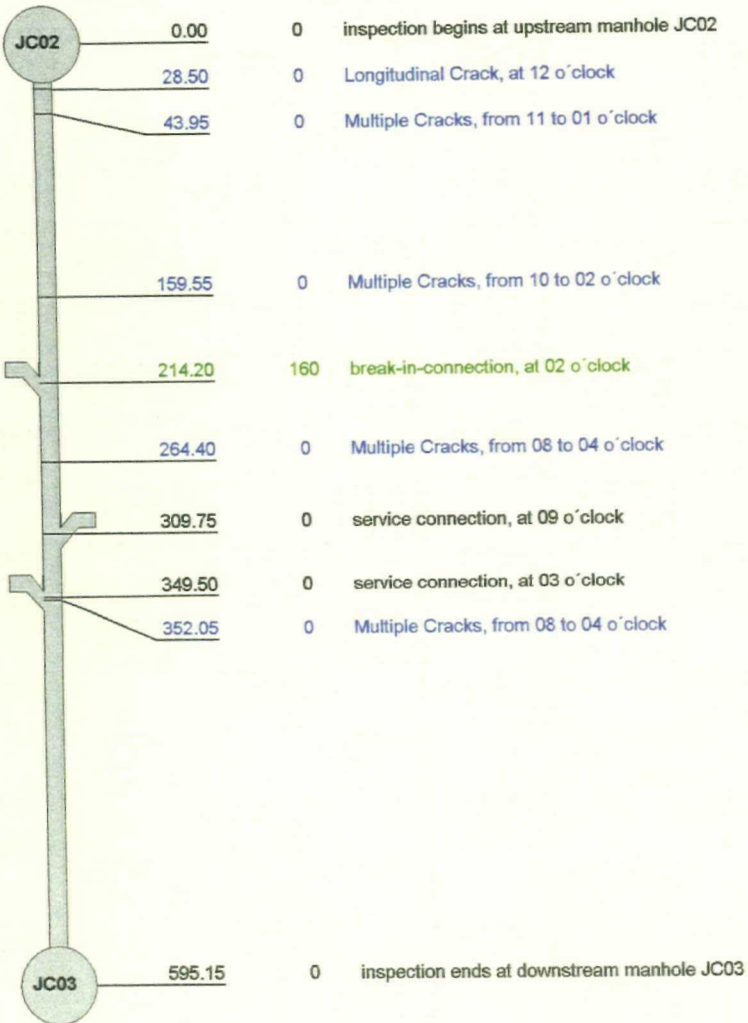 JC02 0.00 0 inspection begins at upstream manhole JC02
28.50 0 Longitudinal Crack, at 12 o´clock
43.95 0 Multiple Cracks, from 11 to 01 o´clock
159.55 0 Multiple Cracks, from 10 to 02 o´clock
214.20 160 break-in-connection, at 02 o´clock
264.40 0 Multiple Cracks, from 08 to 04 o´clock
309.75 0 service connection, at 09 o´clock
349.50 0 service connection, at 03 o´clock
352.05 0 Multiple Cracks, from 08 to 04 o´clock
JC03 595.15 0 inspection ends at downstream manhole JC03